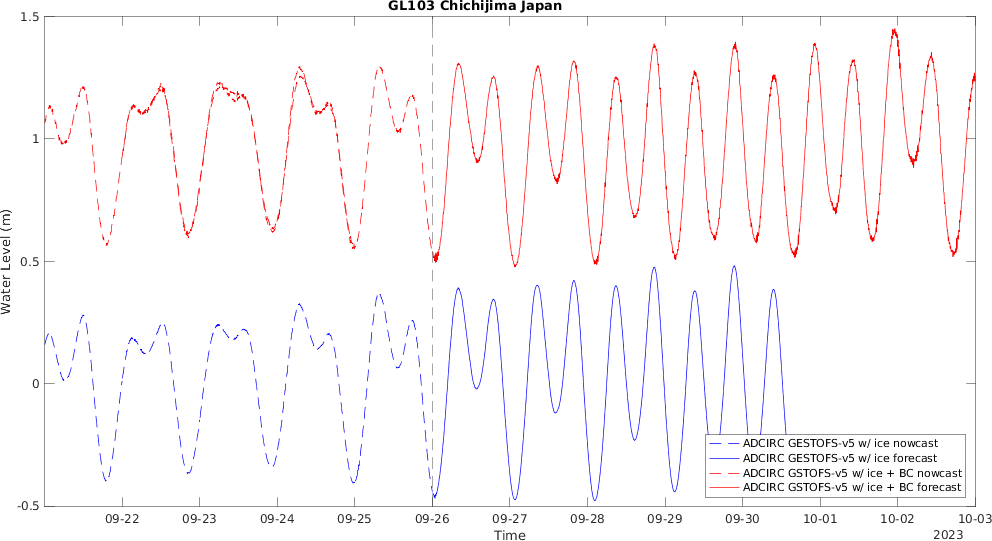 GL103 Chichijima Japan
1.5
1
0.5
0
-0.5
Water Level (m)
ADCIRC GESTOFS-v5 w/ ice nowcast
ADCIRC GESTOFS-v5 w/ ice forecast
ADCIRC GSTOFS-v5 w/ ice + BC nowcast
ADCIRC GSTOFS-v5 w/ ice + BC forecast
09-22 09-23 09-24 09-25 09-26 09-27 09-28 09-29 09-30 10-01 10-02 10-03
Time
2023